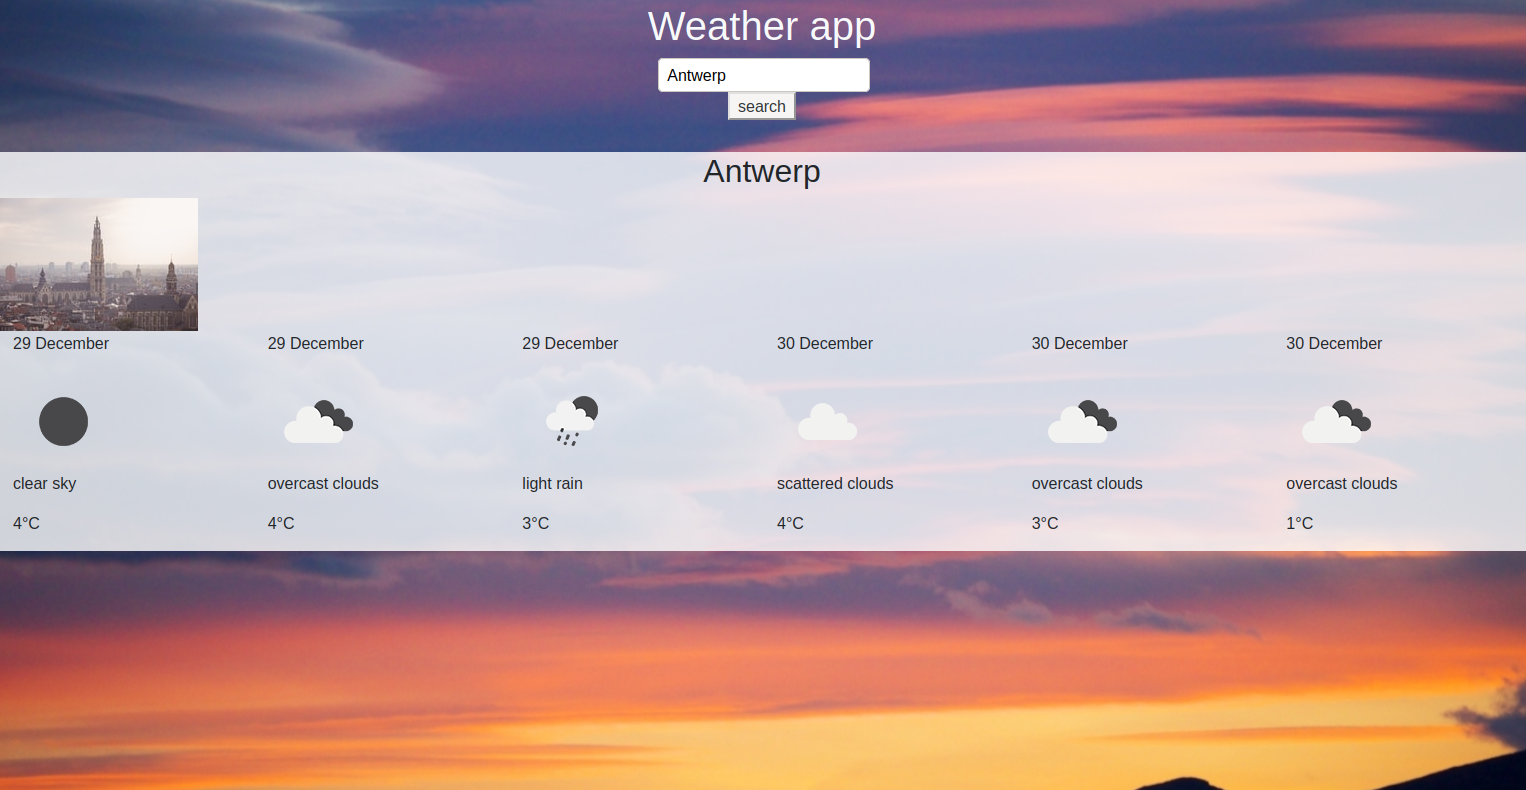 Weather app
Antwerp
search
Antwerp
29 December 29 December 29 December 30 December 30 December 30 December
clear sky overcast clouds light rain scattered clouds overcast clouds overcast clouds
4°C 4°C 3°C 4°C 3°C 1°C